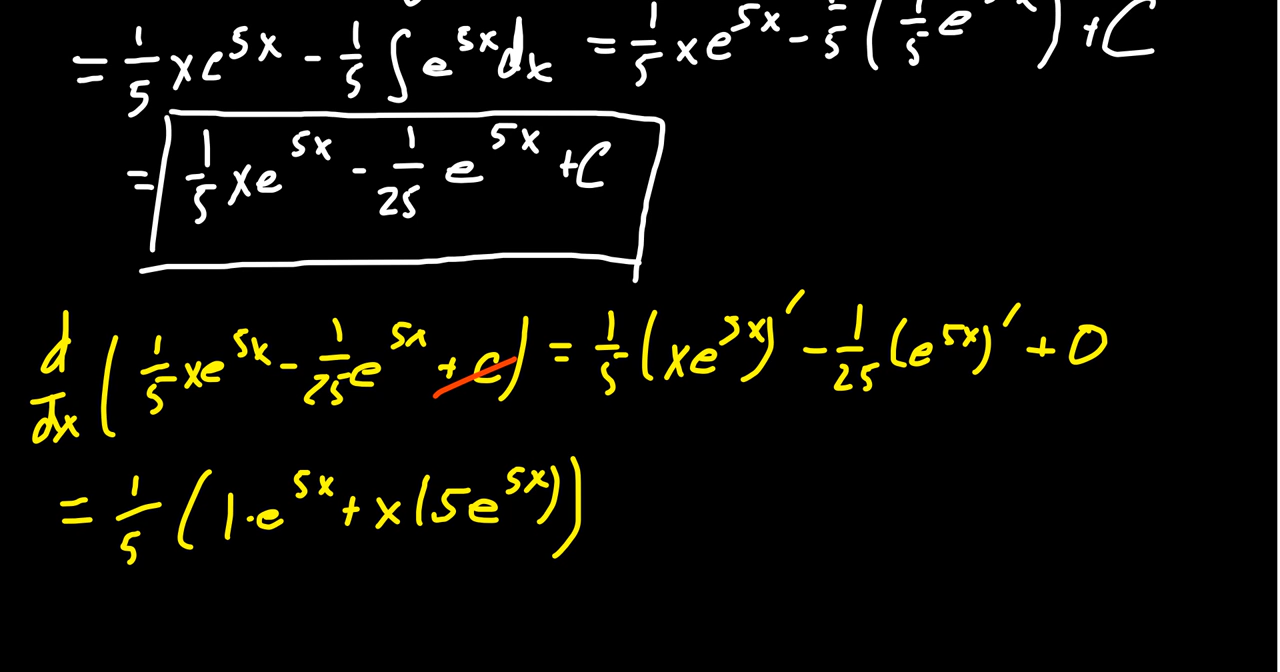 = 1/5 xe^5x - 1/5 ∫ e^5x dx = 1/5 xe^5x - 1/5 (1/5 e^5x) + C
= 1/5 xe^5x - 1/25 e^5x + C
d/dx (1/5 xe^5x - 1/25 e^5x + C) = 1/5 (xe^5x)′ - 1/25 (e^5x)′ + 0
= 1/5 (1·e^5x + x(5e^5x))